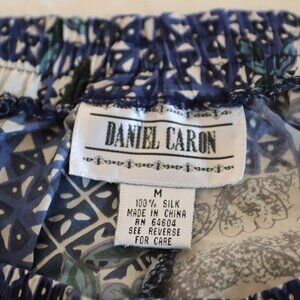 DANIEL CARON
M
100% SILK
MADE IN CHINA
RN 64604
SEE REVERSE
FOR CARE